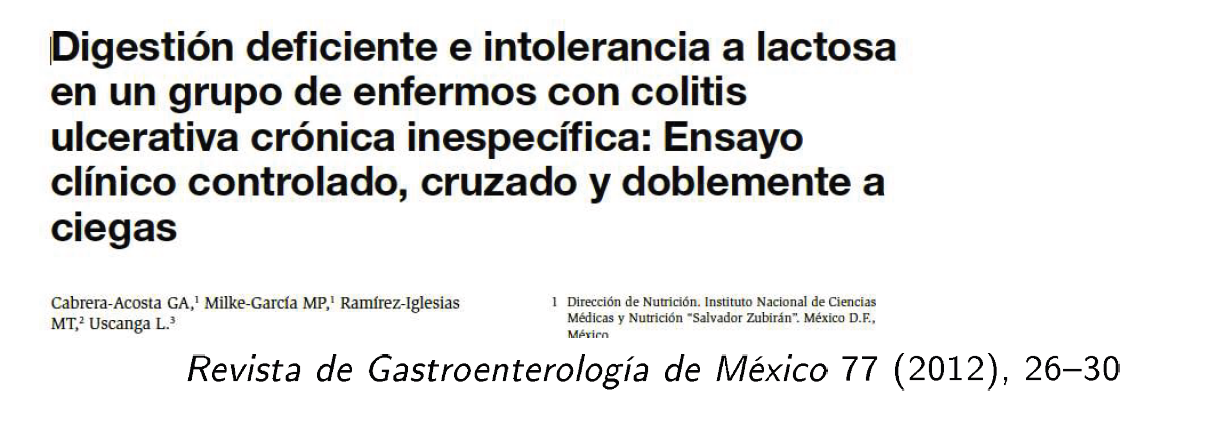 Digestión deficiente e intolerancia a lactosa
en un grupo de enfermos con colitis
ulcerativa crónica inespecífica: Ensayo
clínico controlado, cruzado y doblemente a
ciegas
Cabrera-Acosta GA,¹ Milke-García MP,¹ Ramírez-Iglesias
MT,² Uscanga L.³
1 Dirección de Nutrición. Instituto Nacional de Ciencias
Médicas y Nutrición "Salvador Zubirán". México D.F.,
México
Revista de Gastroenterología de México 77 (2012), 26–30